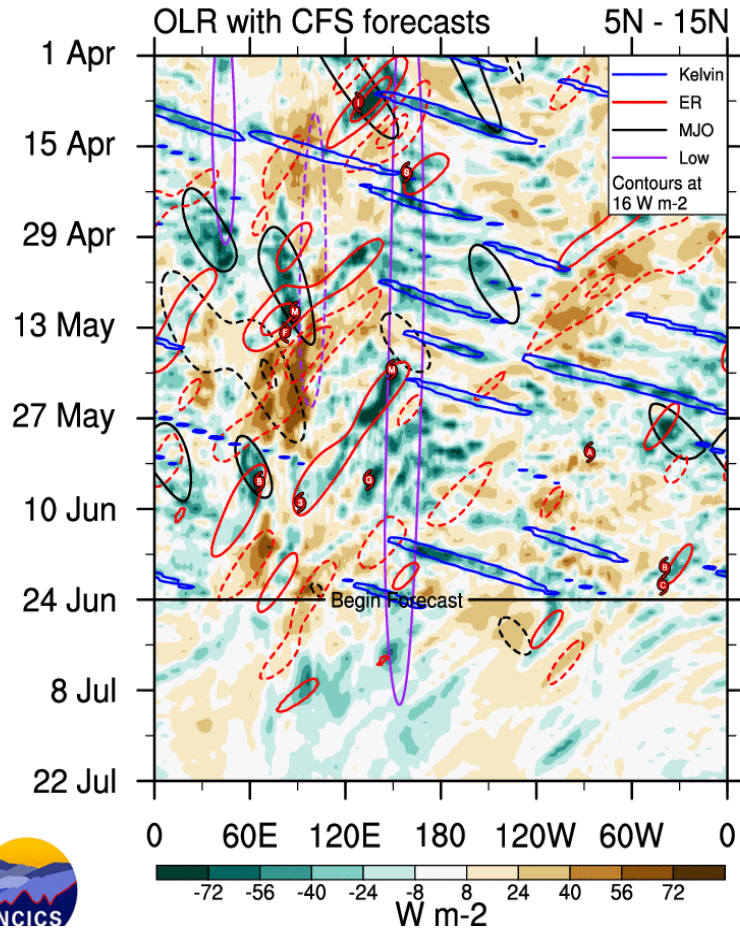 OLR with CFS forecasts 5N - 15N
1 Apr
15 Apr
29 Apr
13 May
27 May
10 Jun
24 Jun
8 Jul
22 Jul
Kelvin
ER
MJO
Low
Contours at
16 W m-2
I
S
M
F
M
B
3
G
A
B
C
Begin Forecast
0 60E 120E 180 120W 60W 0
-72 -56 -40 -24 -8 8 24 40 56 72
W m-2
NCICS